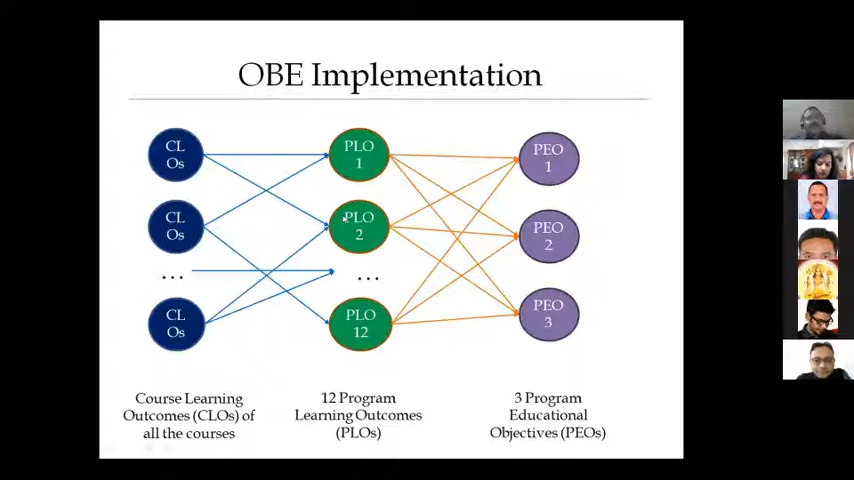 OBE Implementation
CL
Os
PLO
1
PEO
1
CL
Os
PLO
2
PEO
2
...
...
CL
Os
PLO
12
PEO
3
Course Learning
Outcomes (CLOs) of
all the courses
12 Program
Learning Outcomes
(PLOs)
3 Program
Educational
Objectives (PEOs)